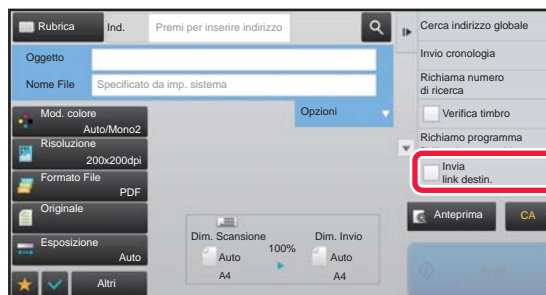 Rubrica
Ind.
Premi per inserire indirizzo
Oggetto
Nome File
Specificato da imp. sistema
Opzioni
Mod. colore
Auto/Mono2
Risoluzione
200x200dpi
Formato File
PDF
Originale
Esposizione
Auto
Altri
Dim. Scansione
Auto
A4
100%
Dim. Invio
Auto
A4
Cerca indirizzo globale
Invio cronologia
Richiama numero
di ricerca
Verifica timbro
Richiamo programma
Invia
link destin.
Anteprima
CA